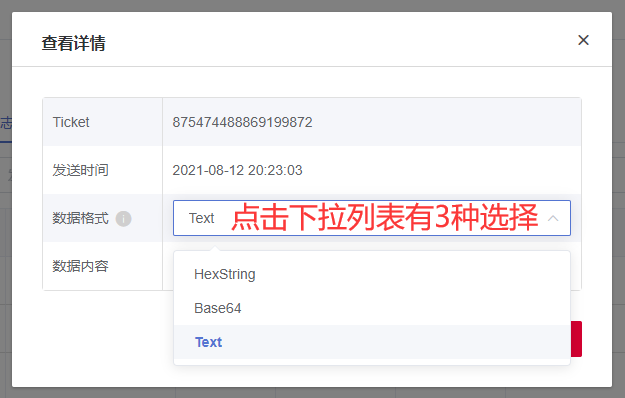 查看详情
Ticket 875474488869199872
发送时间 2021-08-12 20:23:03
数据格式 i Text 点击下拉列表有3种选择
数据内容
HexString
Base64
Text